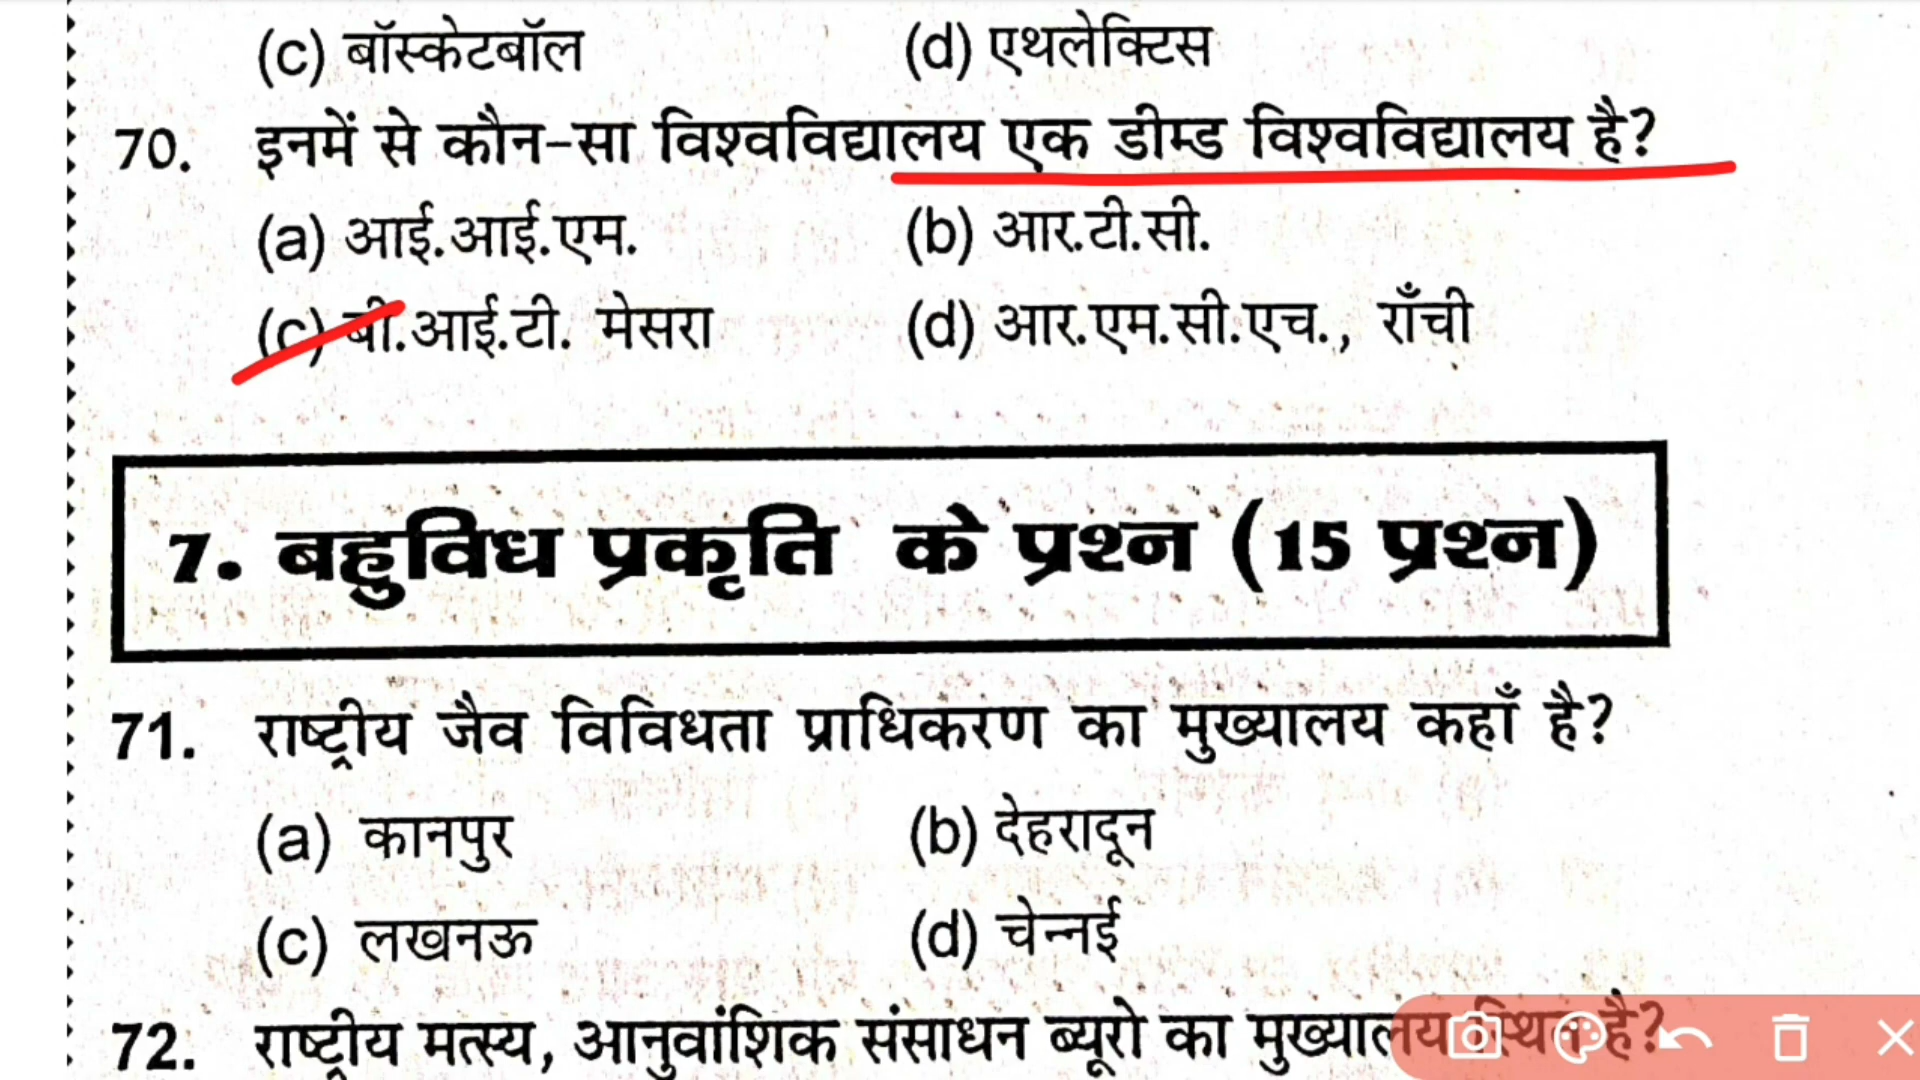 (c) बॉस्केटबॉल (d) एथलेक्टिस
70. इनमें से कौन-सा विश्वविद्यालय एक डीम्ड विश्वविद्यालय है?
(a) आई.आई.एम. (b) आर.टी.सी.
(c) बी.आई.टी. मेसरा (d) आर.एम.सी.एच., राँची
7. बहुविध प्रकृति के प्रश्न (15 प्रश्न)
71. राष्ट्रीय जैव विविधता प्राधिकरण का मुख्यालय कहाँ है?
(a) कानपुर (b) देहरादून
(c) लखनऊ (d) चेन्नई
72. राष्ट्रीय मत्स्य, आनुवांशिक संसाधन ब्यूरो का मुख्यालय स्थित है?